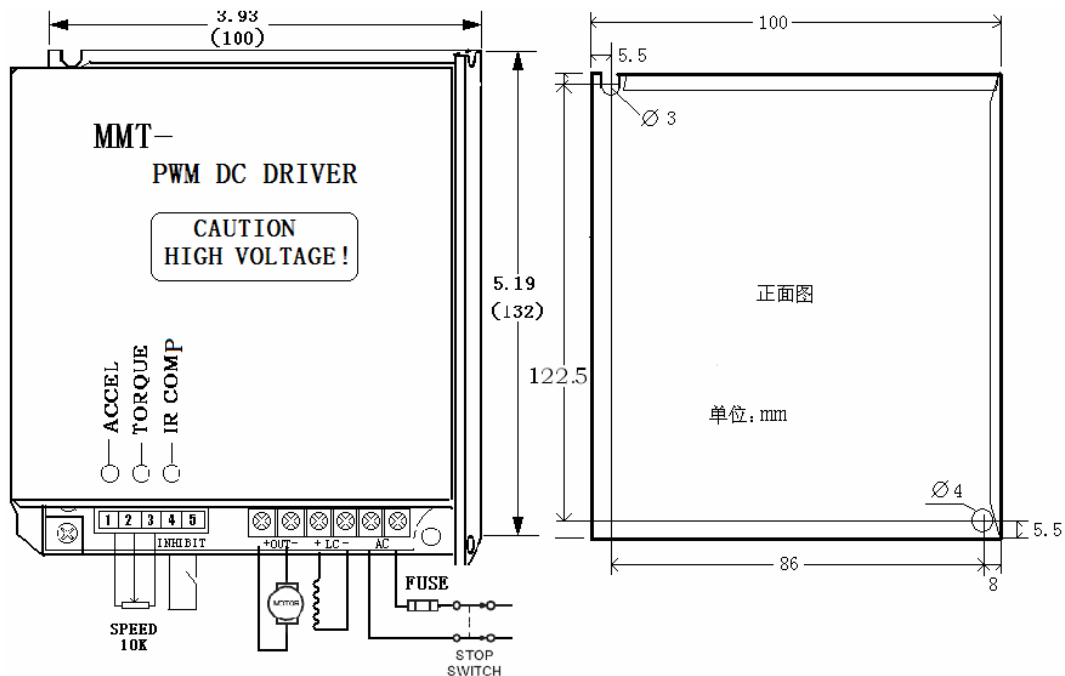 3.93
(100)
MMT-
PWM DC DRIVER
CAUTION
HIGH VOLTAGE!
5.19
(132)
ACCEL
TORQUE
IR COMP
1 2 3 4 5
INHIBIT
+OUT- + LC - AC
MOTOR
FUSE
SPEED
10K
STOP
SWITCH
100
5.5
Ø 3
正面图
122.5
单位: mm
Ø 4
5.5
86
8